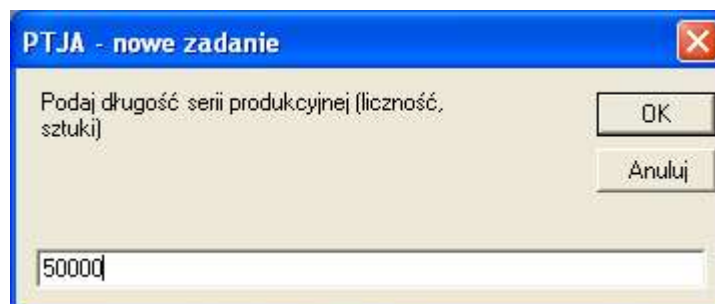 PTJA - nowe zadanie
Podaj długość serii produkcyjnej (liczność,
sztuki)
OK
Anuluj
50000